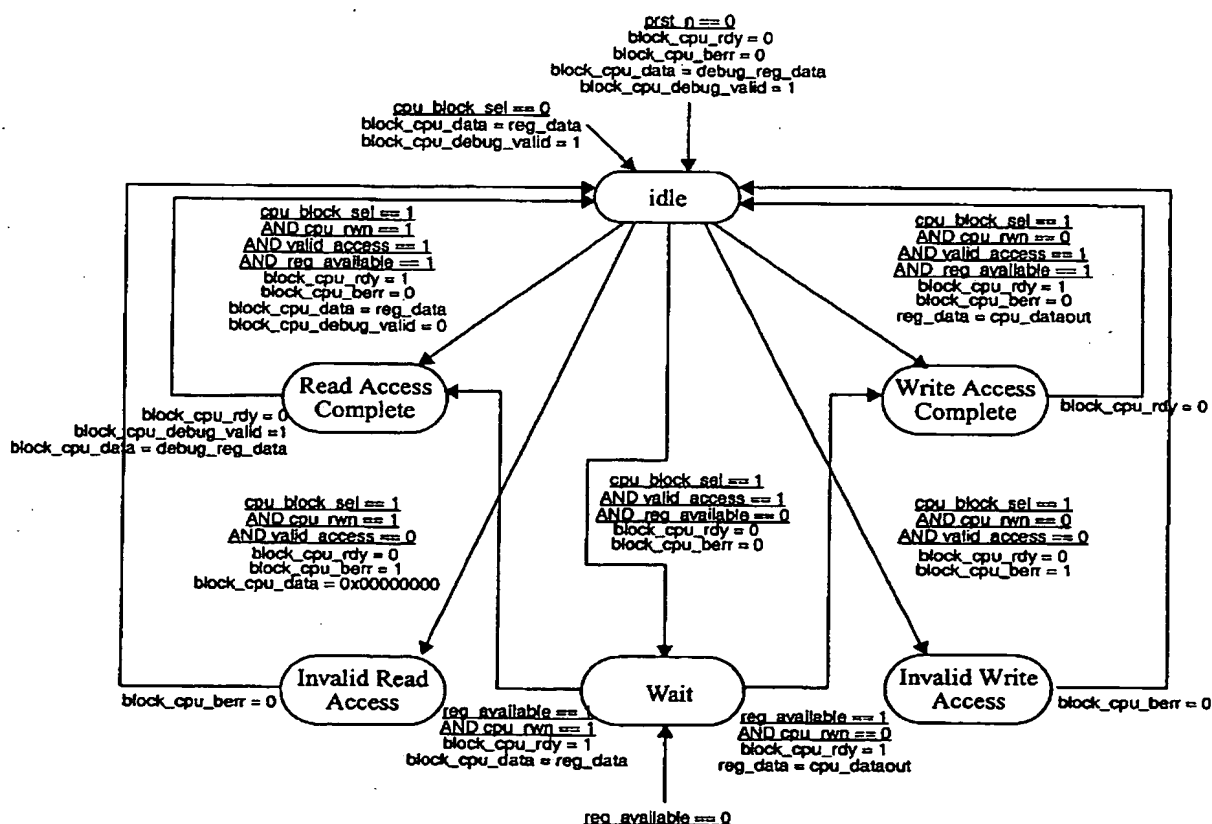 prst_n == 0
block_cpu_rdy = 0
block_cpu_berr = 0
block_cpu_data = debug_reg_data
block_cpu_debug_valid = 1
cpu_block_sel == 0
block_cpu_data = reg_data
block_cpu_debug_valid = 1
idle
cpu_block_sel == 1
AND cpu_rwn == 1
AND valid_access == 1
AND reg_available == 1
block_cpu_rdy = 1
block_cpu_berr = 0
block_cpu_data = reg_data
block_cpu_debug_valid = 0
cpu_block_sel == 1
AND cpu_rwn == 0
AND valid_access == 1
AND reg_available == 1
block_cpu_rdy = 1
block_cpu_berr = 0
reg_data = cpu_dataout
Read Access
Complete
Write Access
Complete
block_cpu_rdy = 0
block_cpu_debug_valid =1
block_cpu_data = debug_reg_data
block_cpu_rdy = 0
cpu_block_sel == 1
AND cpu_rwn == 1
AND valid_access == 0
block_cpu_rdy = 0
block_cpu_berr = 1
block_cpu_data = 0x00000000
cpu_block_sel == 1
AND valid_access == 1
AND reg_available == 0
block_cpu_rdy = 0
block_cpu_berr = 0
cpu_block_sel == 1
AND cpu_rwn == 0
AND valid_access == 0
block_cpu_rdy = 0
block_cpu_berr = 1
Invalid Read
Access
Wait
Invalid Write
Access
block_cpu_berr = 0
block_cpu_berr = 0
reg_available == 1
AND cpu_rwn == 1
block_cpu_rdy = 1
block_cpu_data = reg_data
reg_available == 1
AND cpu_rwn == 0
block_cpu_rdy = 1
reg_data = cpu_dataout
reg_available == 0